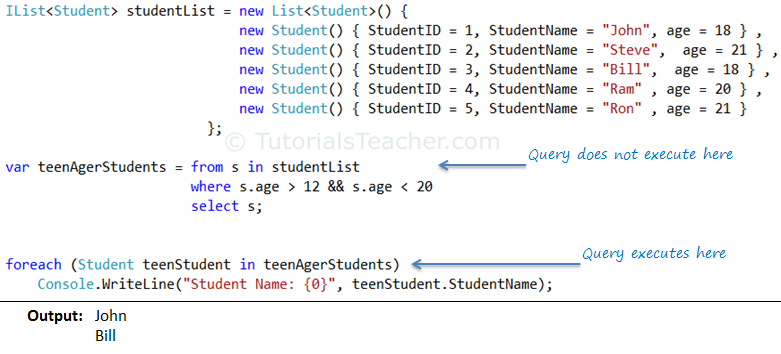 IList<Student> studentList = new List<Student>() {
new Student() { StudentID = 1, StudentName = "John", age = 18 } ,
new Student() { StudentID = 2, StudentName = "Steve",  age = 21 } ,
new Student() { StudentID = 3, StudentName = "Bill",  age = 18 } ,
new Student() { StudentID = 4, StudentName = "Ram" , age = 20 } ,
new Student() { StudentID = 5, StudentName = "Ron" , age = 21 }
};
© TutorialsTeacher.com
Query does not execute here
var teenAgerStudents = from s in studentList
where s.age > 12 && s.age < 20
select s;
Query executes here
foreach (Student teenStudent in teenAgerStudents)
Console.WriteLine("Student Name: {0}", teenStudent.StudentName);
Output: John
Bill